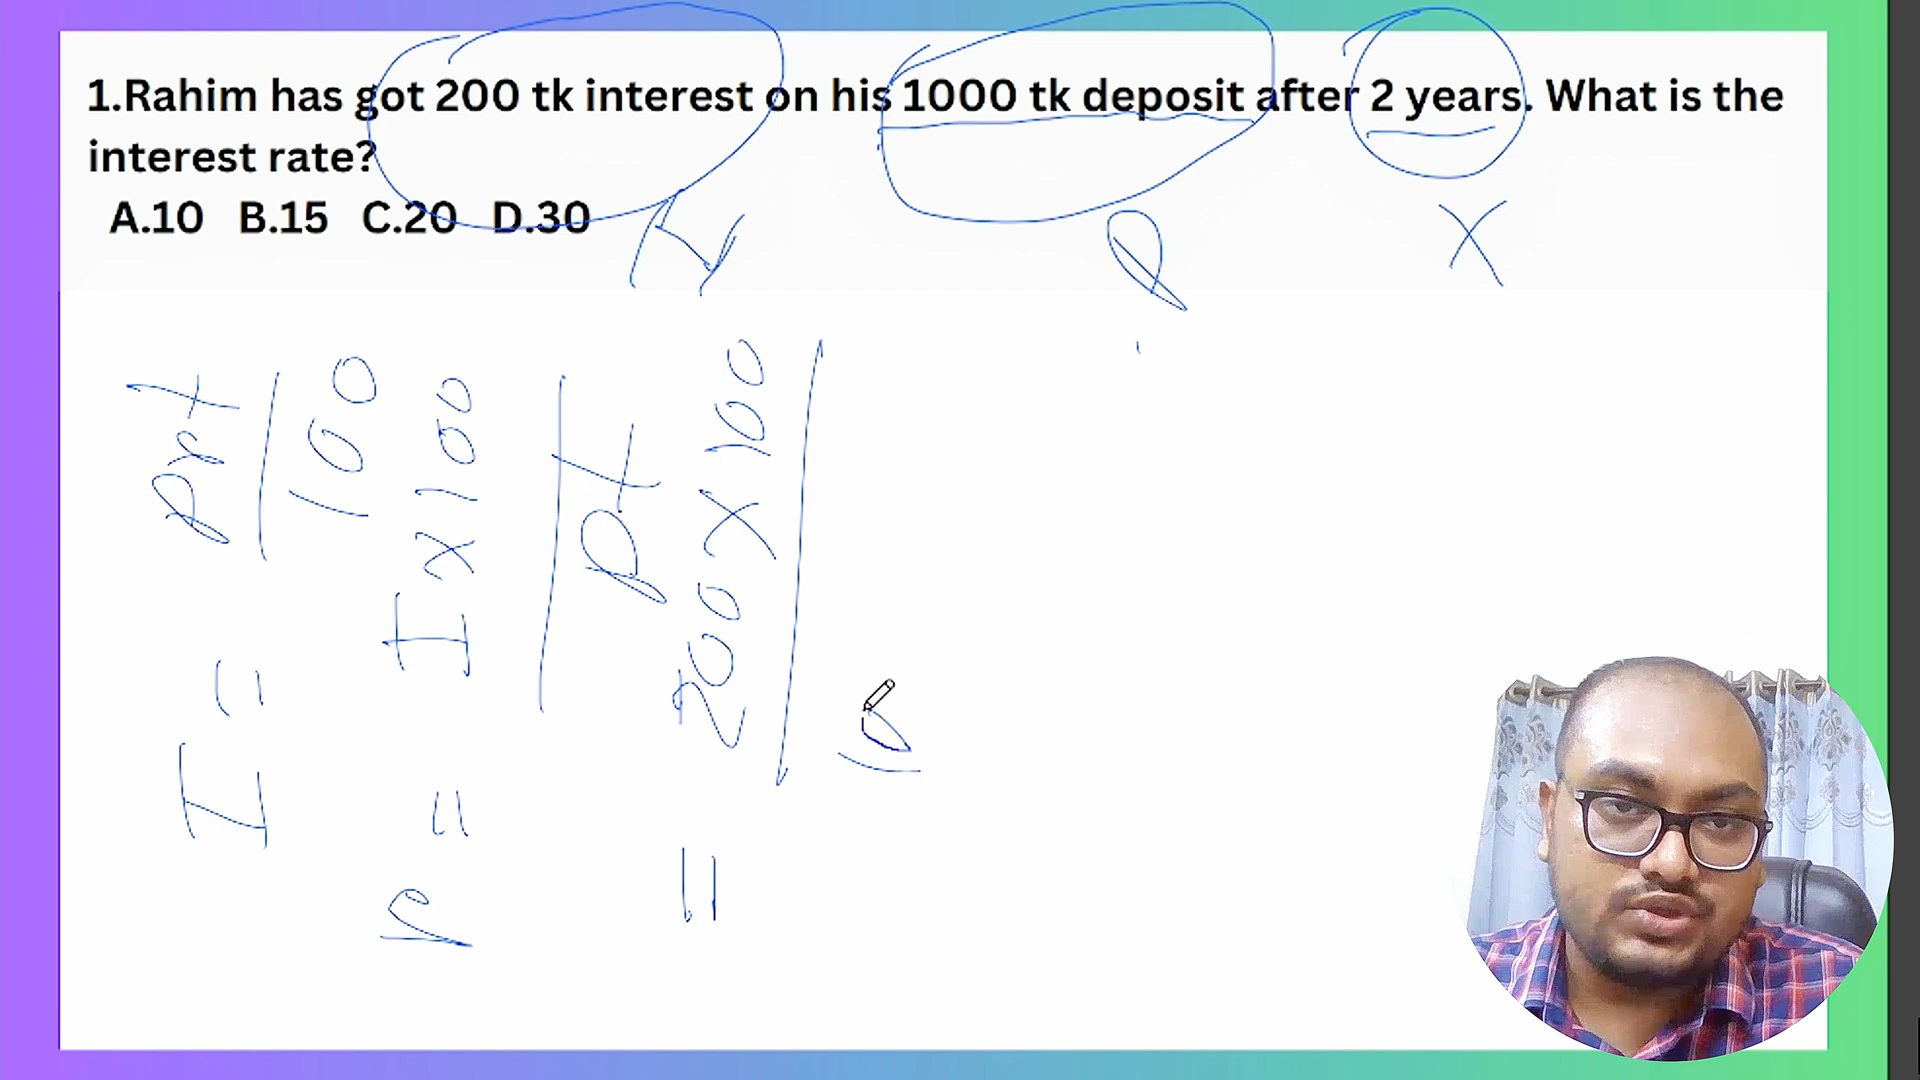 1.Rahim has got 200 tk interest on his 1000 tk deposit after 2 years. What is the
interest rate?
A.10 B.15 C.20 D.30
I
P
I = prt / 100
r = I × 100 / pt
= 200 × 100 / 10